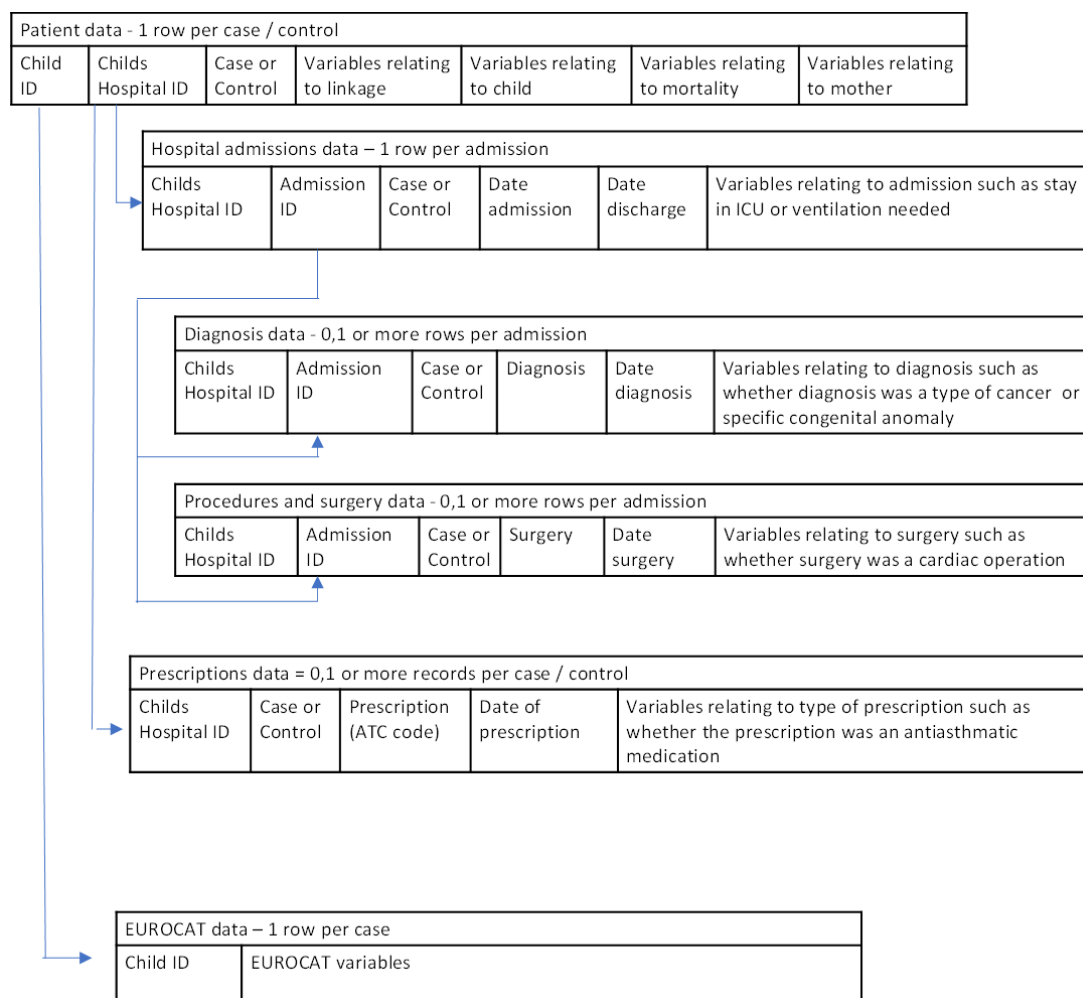 Patient data - 1 row per case / control
Child ID
Childs Hospital ID
Case or Control
Variables relating to linkage
Variables relating to child
Variables relating to mortality
Variables relating to mother
Hospital admissions data – 1 row per admission
Childs Hospital ID
Admission ID
Case or Control
Date admission
Date discharge
Variables relating to admission such as stay
in ICU or ventilation needed
Diagnosis data - 0,1 or more rows per admission
Childs Hospital ID
Admission ID
Case or Control
Diagnosis
Date diagnosis
Variables relating to diagnosis such as
whether diagnosis was a type of cancer or
specific congenital anomaly
Procedures and surgery data - 0,1 or more rows per admission
Childs Hospital ID
Admission ID
Case or Control
Surgery
Date surgery
Variables relating to surgery such as
whether surgery was a cardiac operation
Prescriptions data = 0,1 or more records per case / control
Childs Hospital ID
Case or Control
Prescription (ATC code)
Date of prescription
Variables relating to type of prescription such as
whether the prescription was an antiasthmatic
medication
EUROCAT data – 1 row per case
Child ID
EUROCAT variables